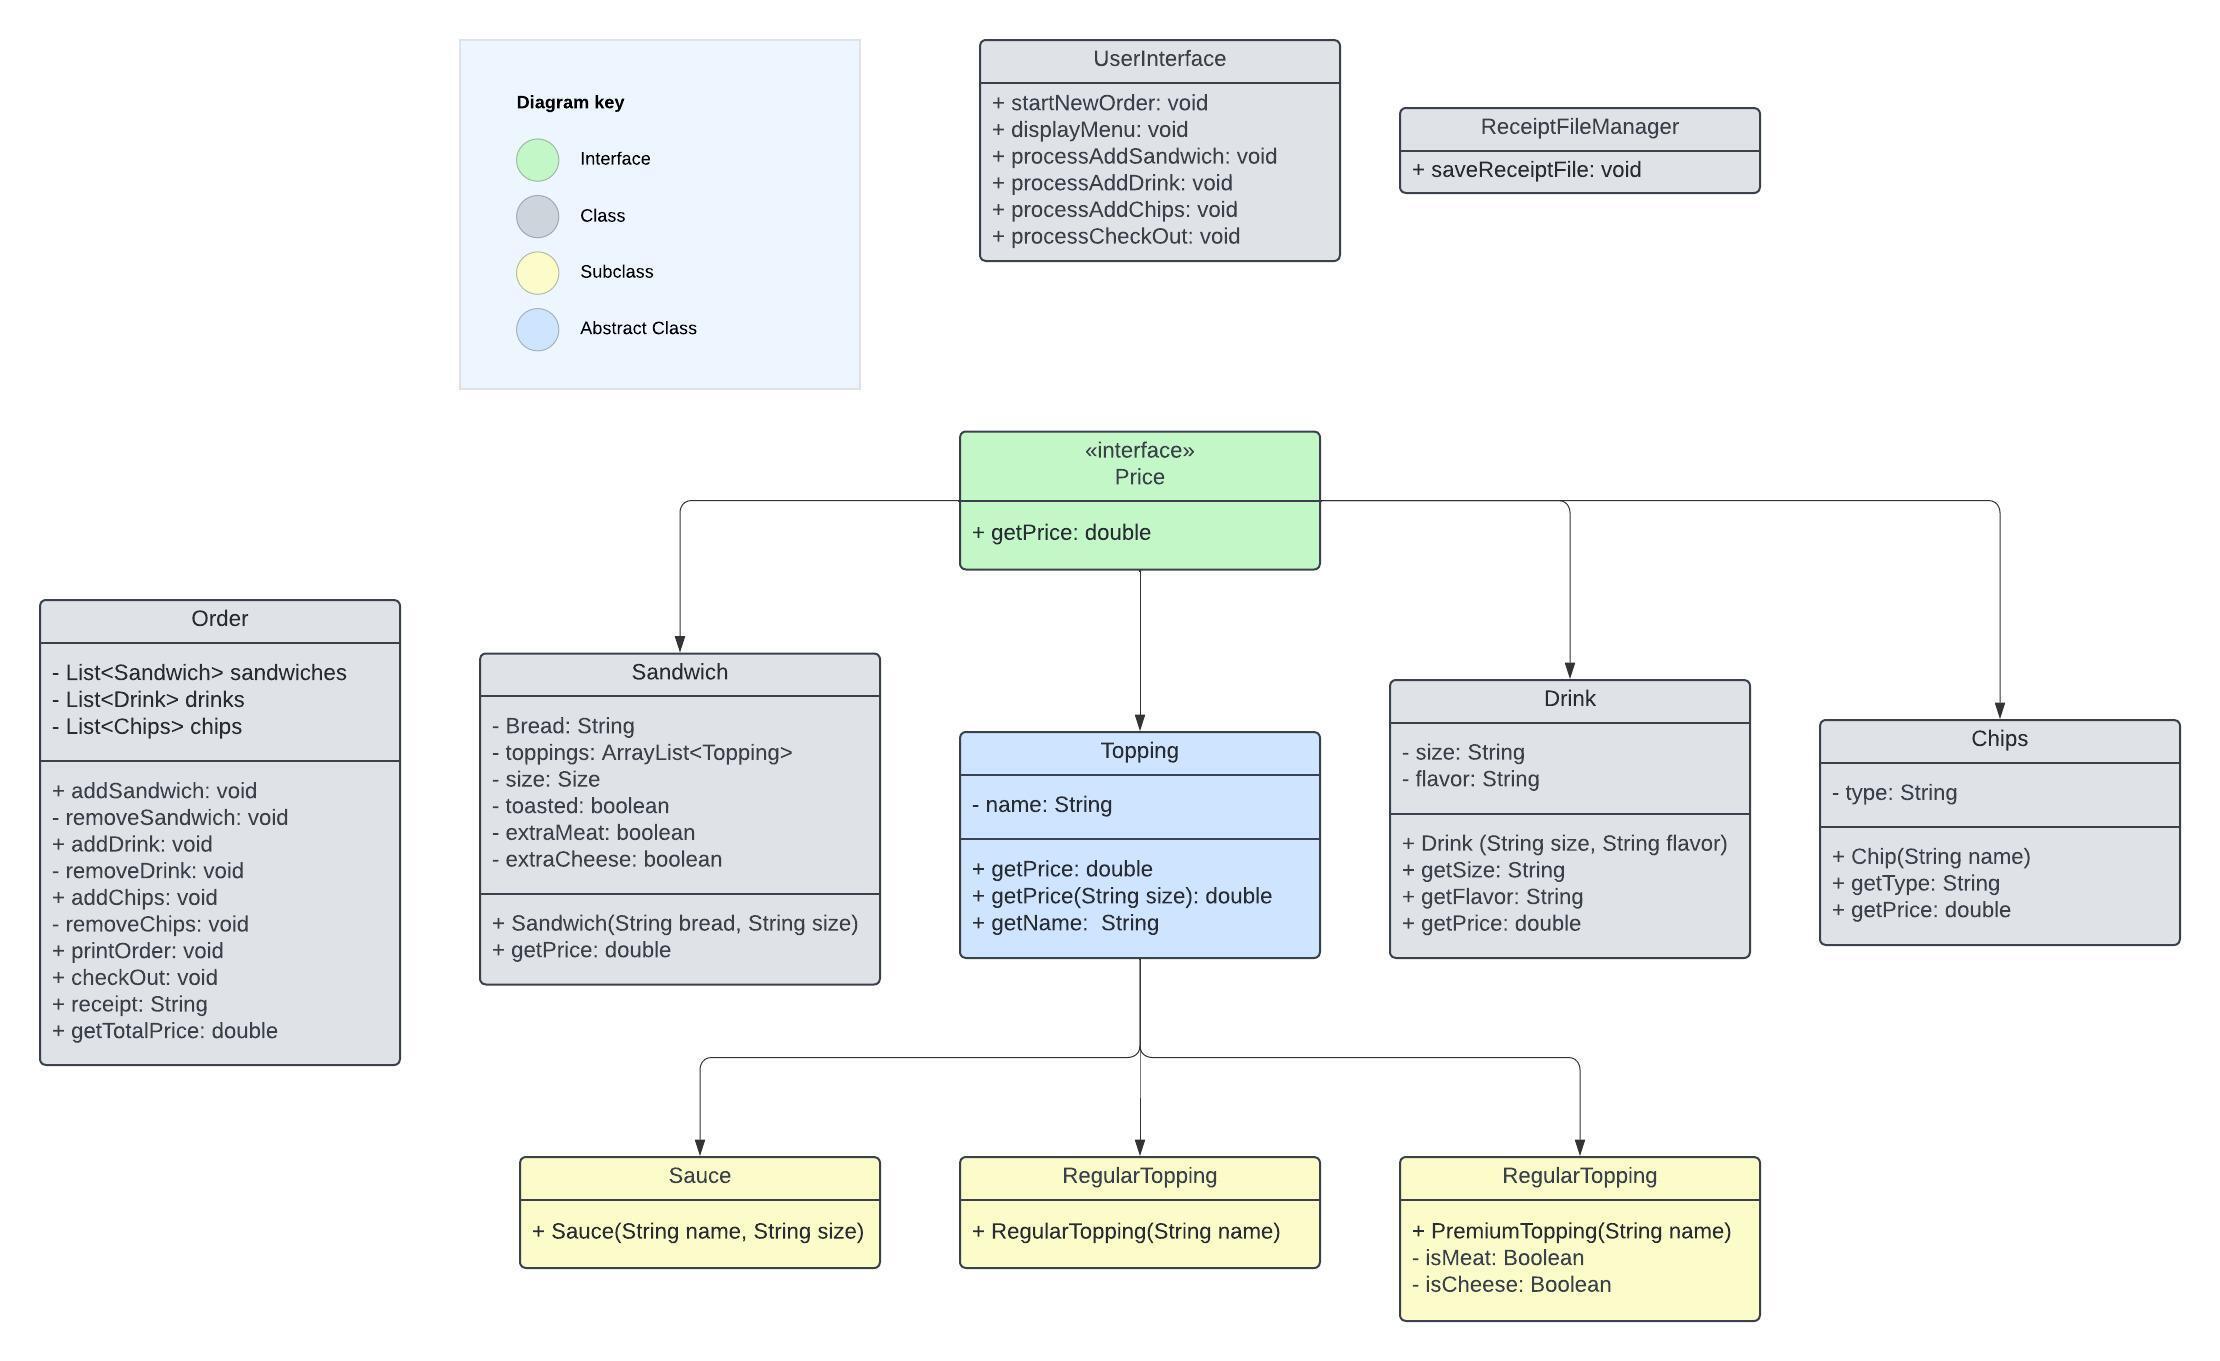 Diagram key
Interface
Class
Subclass
Abstract Class
UserInterface
+ startNewOrder: void
+ displayMenu: void
+ processAddSandwich: void
+ processAddDrink: void
+ processAddChips: void
+ processCheckOut: void
ReceiptFileManager
+ saveReceiptFile: void
«interface»
Price
+ getPrice: double
Order
- List<Sandwich> sandwiches
- List<Drink> drinks
- List<Chips> chips
+ addSandwich: void
- removeSandwich: void
+ addDrink: void
- removeDrink: void
+ addChips: void
- removeChips: void
+ printOrder: void
+ checkOut: void
+ receipt: String
+ getTotalPrice: double
Sandwich
- Bread: String
- toppings: ArrayList<Topping>
- size: Size
- toasted: boolean
- extraMeat: boolean
- extraCheese: boolean
+ Sandwich(String bread, String size)
+ getPrice: double
Topping
- name: String
+ getPrice: double
+ getPrice(String size): double
+ getName:  String
Drink
- size: String
- flavor: String
+ Drink (String size, String flavor)
+ getSize: String
+ getFlavor: String
+ getPrice: double
Chips
- type: String
+ Chip(String name)
+ getType: String
+ getPrice: double
Sauce
+ Sauce(String name, String size)
RegularTopping
+ RegularTopping(String name)
RegularTopping
+ PremiumTopping(String name)
- isMeat: Boolean
- isCheese: Boolean